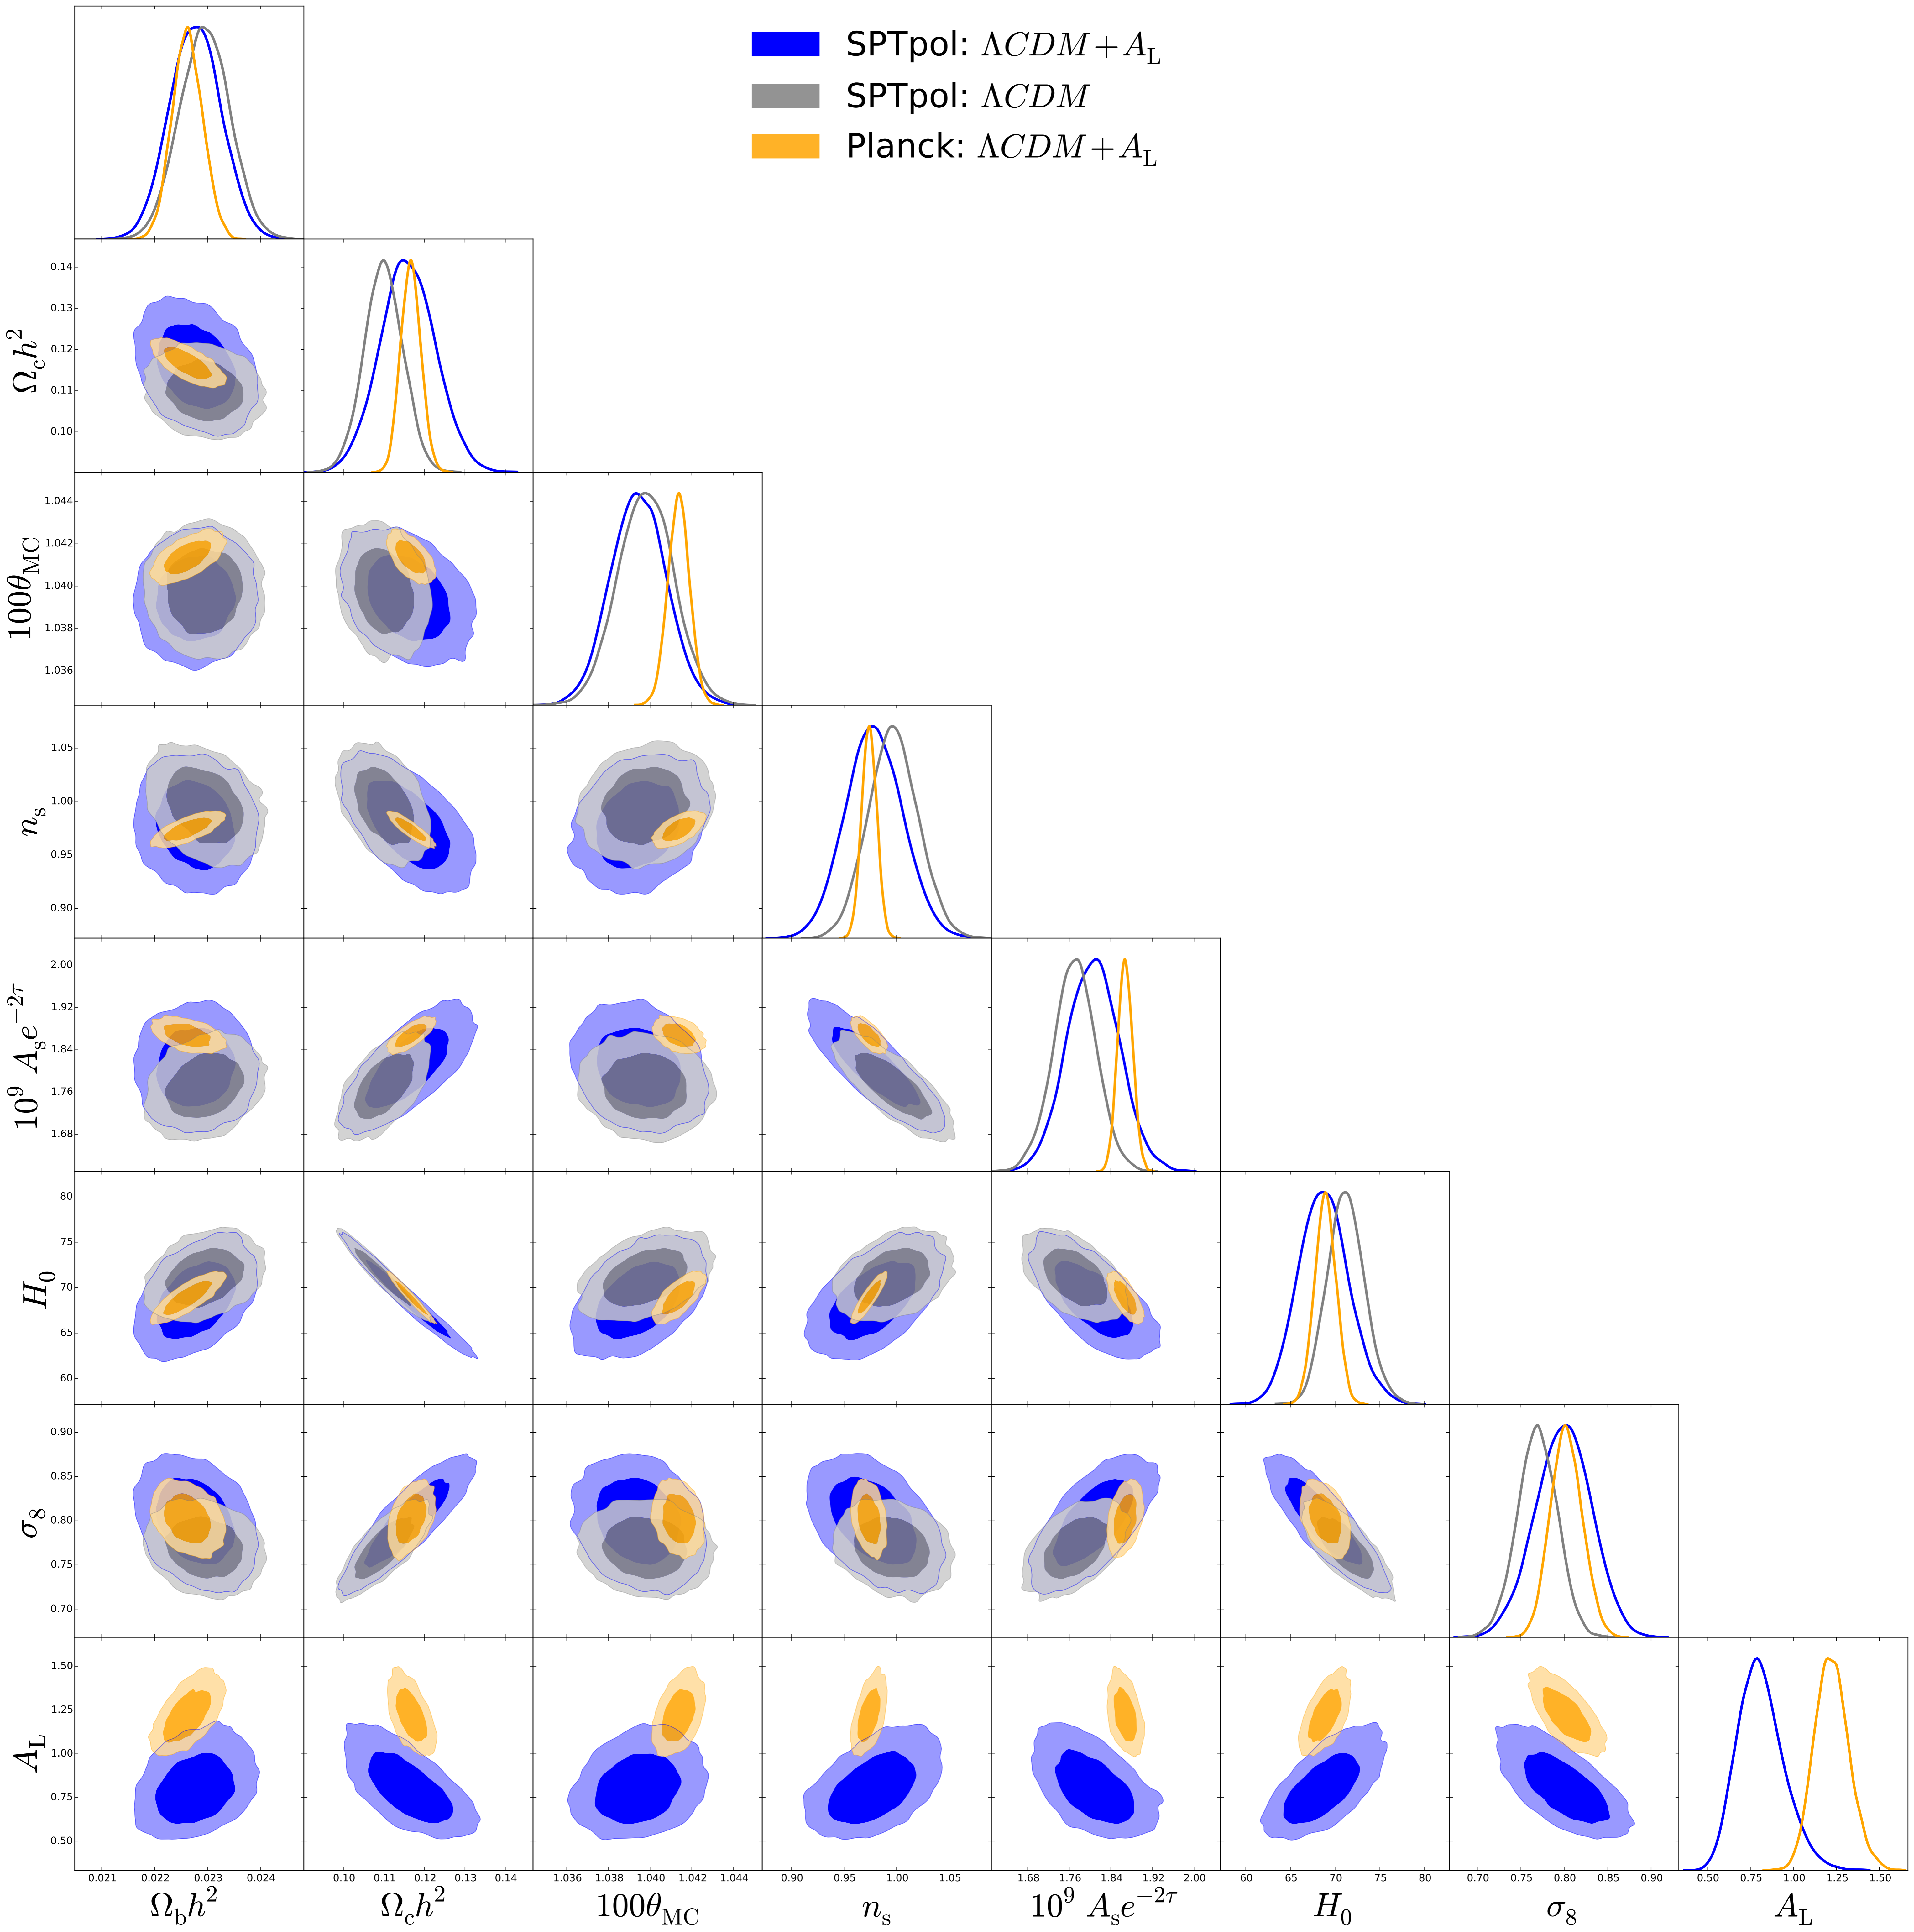 SPTpol: ΛCDM+A_L
SPTpol: ΛCDM
Planck: ΛCDM+A_L
0.14
0.13
0.12
0.11
0.10
Ω_c h²
1.044
1.042
1.040
1.038
1.036
100θ_MC
1.05
1.00
0.95
0.90
n_s
2.00
1.92
1.84
1.76
1.68
10⁹ A_s e^{−2τ}
80
75
70
65
60
H_0
0.90
0.85
0.80
0.75
0.70
σ_8
1.50
1.25
1.00
0.75
0.50
A_L
0.021 0.022 0.023 0.024 0.10 0.11 0.12 0.13 0.14 1.036 1.038 1.040 1.042 1.044 0.90 0.95 1.00 1.05 1.68 1.76 1.84 1.92 2.00 60 65 70 75 80 0.70 0.75 0.80 0.85 0.90 0.50 0.75 1.00 1.25 1.50
Ω_b h² Ω_c h² 100θ_MC n_s 10⁹ A_s e^{−2τ} H_0 σ_8 A_L